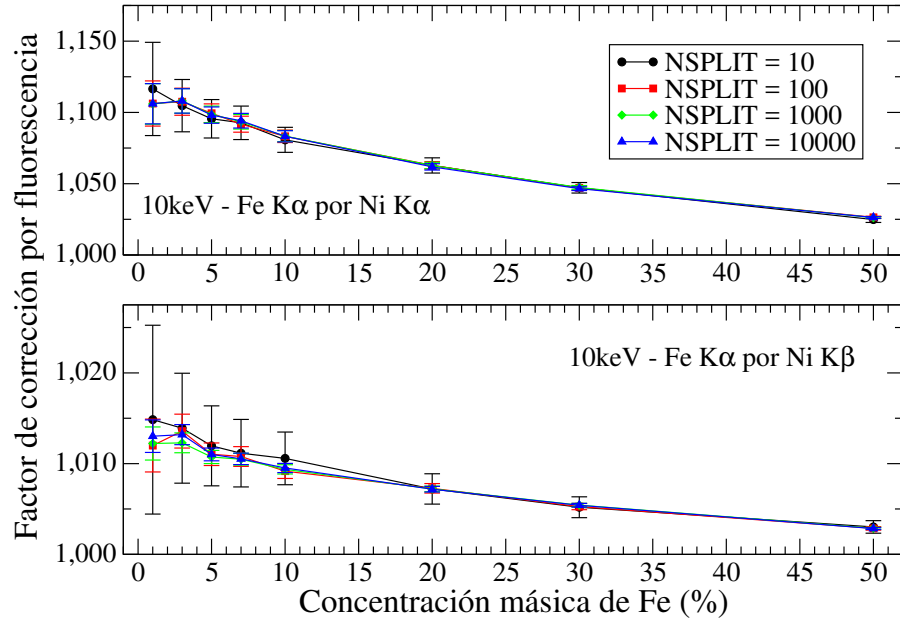 Factor de corrección por fluorescencia
1,150
1,100
1,050
1,000
NSPLIT = 10
NSPLIT = 100
NSPLIT = 1000
NSPLIT = 10000
10keV - Fe Kα por Ni Kα
0 5 10 15 20 25 30 35 40 45 50
1,020
1,010
1,000
10keV - Fe Kα por Ni Kβ
0 5 10 15 20 25 30 35 40 45 50
Concentración másica de Fe (%)